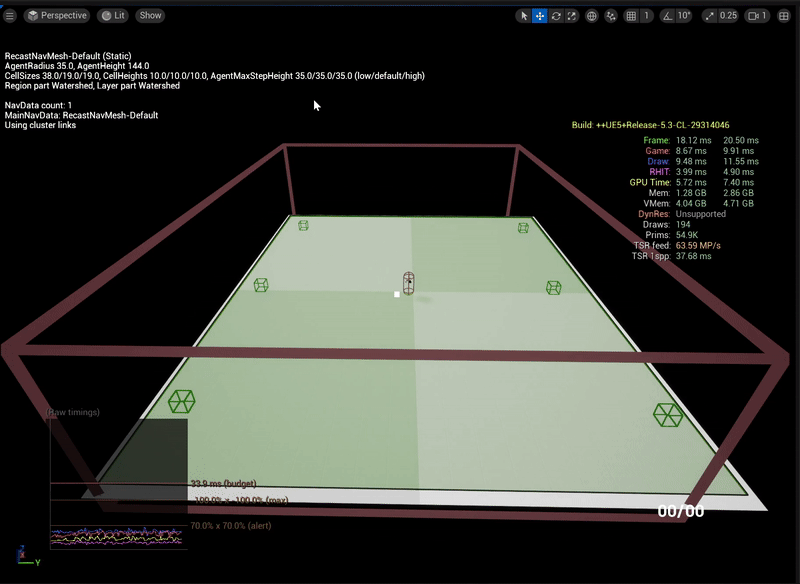 Perspective
Lit
Show
1
10°
0.25
1
RecastNavMesh-Default (Static)
AgentRadius 35.0, AgentHeight 144.0
CellSizes 38.0/19.0/19.0, CellHeights 10.0/10.0/10.0, AgentMaxStepHeight 35.0/35.0/35.0 (low/default/high)
Region part Watershed, Layer part Watershed
NavData count: 1
MainNavData: RecastNavMesh-Default
Using cluster links
Build: ++UE5+Release-5.3-CL-29314046
Frame: 18.12 ms 20.50 ms
Game: 8.67 ms 9.91 ms
Draw: 9.48 ms 11.55 ms
RHIT: 3.99 ms 4.90 ms
GPU Time: 5.72 ms 7.40 ms
Mem: 1.28 GB 2.86 GB
VMem: 4.04 GB 4.71 GB
DynRes: Unsupported
Draws: 194
Prims: 54.9K
TSR feed: 63.59 MP/s
TSR 1spp: 37.68 ms
(Raw timings)
33.9 ms (budget)
100.0% x 100.0% (max)
70.0% x 70.0% (alert)
00/00
Y